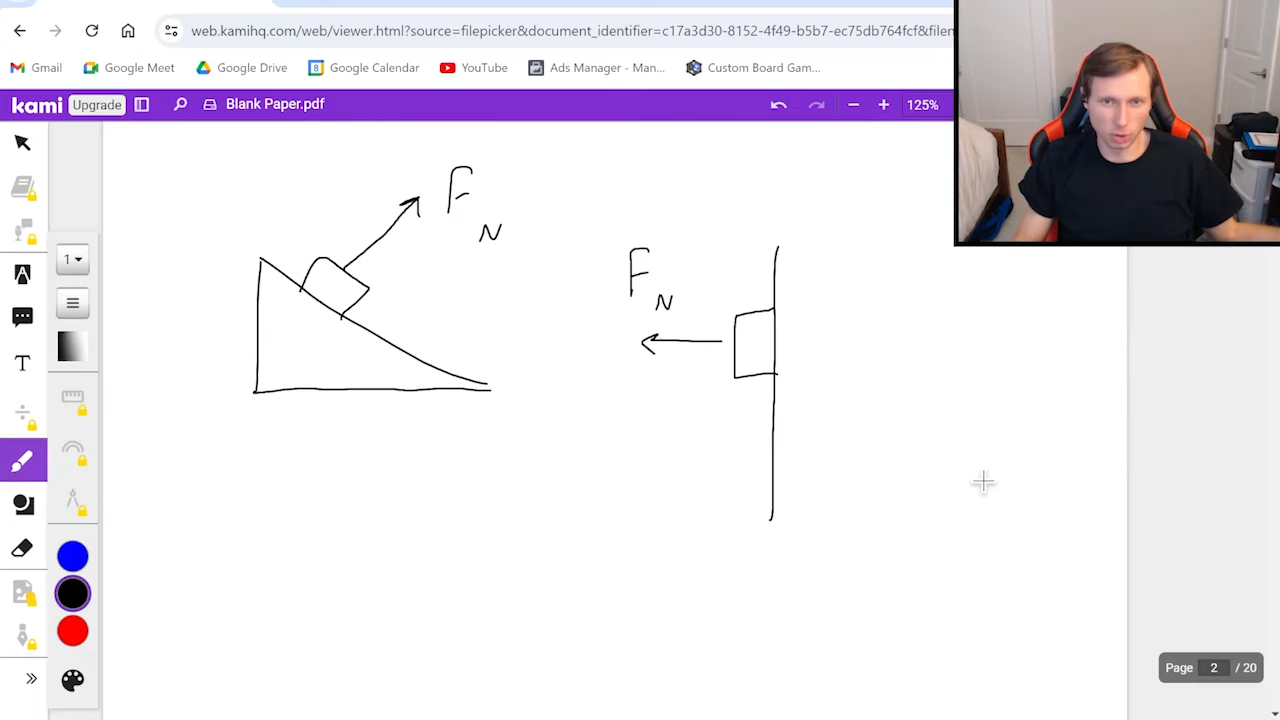 web.kamihq.com/web/viewer.html?source=filepicker&document_identifier=c17a3d30-8152-4f49-b5b7-ec75db764fcf&filen
Gmail Google Meet Google Drive Google Calendar YouTube Ads Manager - Man... Custom Board Gam...
kami Upgrade Blank Paper.pdf 125%
F
N
A
1
F
N
T
Page 2 / 20